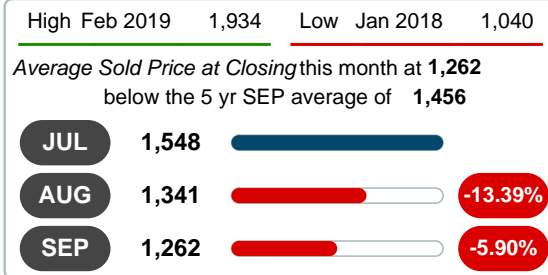 High Feb 2019 1,934 Low Jan 2018 1,040
Average Sold Price at Closing this month at 1,262
below the 5 yr SEP average of 1,456
JUL 1,548
AUG 1,341 -13.39%
SEP 1,262 -5.90%